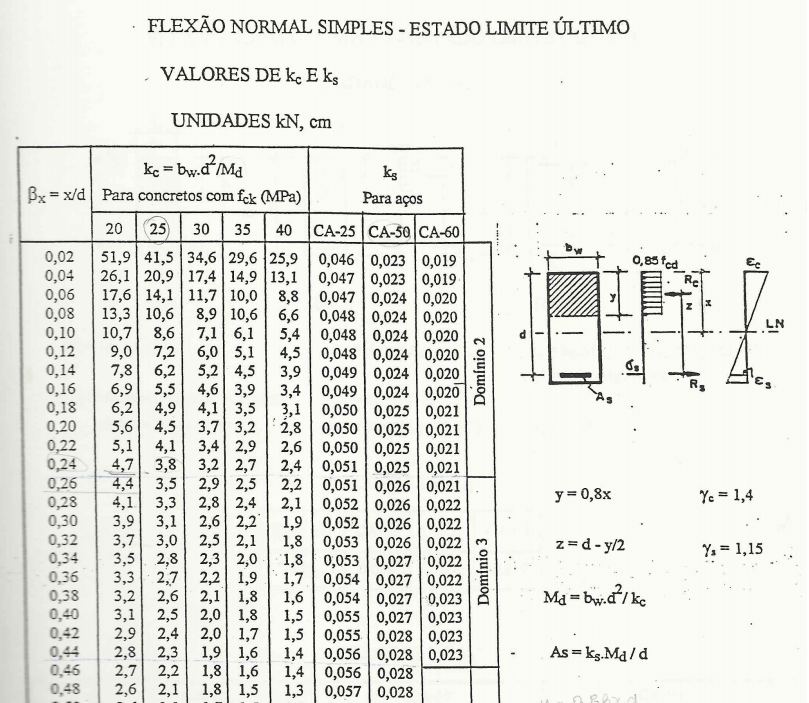 FLEXÃO NORMAL SIMPLES - ESTADO LIMITE ÚLTIMO
VALORES DE kc E ks
UNIDADES kN, cm
βx = x/d
kc = bw.d²/Md
Para concretos com fck (MPa)
ks
Para aços
20 25 30 35 40 CA-25 CA-50 CA-60
0,02 51,9 41,5 34,6 29,6 25,9 0,046 0,023 0,019
0,04 26,1 20,9 17,4 14,9 13,1 0,047 0,023 0,019
0,06 17,6 14,1 11,7 10,0 8,8 0,047 0,024 0,020
0,08 13,3 10,6 8,9 10,6 6,6 0,048 0,024 0,020
0,10 10,7 8,6 7,1 6,1 5,4 0,048 0,024 0,020
0,12 9,0 7,2 6,0 5,1 4,5 0,048 0,024 0,020
0,14 7,8 6,2 5,2 4,5 3,9 0,049 0,024 0,020
0,16 6,9 5,5 4,6 3,9 3,4 0,049 0,024 0,020
0,18 6,2 4,9 4,1 3,5 3,1 0,050 0,025 0,021
0,20 5,6 4,5 3,7 3,2 2,8 0,050 0,025 0,021
0,22 5,1 4,1 3,4 2,9 2,6 0,050 0,025 0,021
0,24 4,7 3,8 3,2 2,7 2,4 0,051 0,025 0,021
0,26 4,4 3,5 2,9 2,5 2,2 0,051 0,026 0,021
0,28 4,1 3,3 2,8 2,4 2,1 0,052 0,026 0,022
0,30 3,9 3,1 2,6 2,2 1,9 0,052 0,026 0,022
0,32 3,7 3,0 2,5 2,1 1,8 0,053 0,026 0,022
0,34 3,5 2,8 2,3 2,0 1,8 0,053 0,027 0,022
0,36 3,3 2,7 2,2 1,9 1,7 0,054 0,027 0,022
0,38 3,2 2,6 2,1 1,8 1,6 0,054 0,027 0,023
0,40 3,1 2,5 2,0 1,8 1,5 0,055 0,027 0,023
0,42 2,9 2,4 2,0 1,7 1,5 0,055 0,028 0,023
0,44 2,8 2,3 1,9 1,6 1,4 0,056 0,028 0,023
0,46 2,7 2,2 1,8 1,6 1,4 0,056 0,028
0,48 2,6 2,1 1,8 1,5 1,3 0,057 0,028
Domínio 2
Domínio 3
bw
0,85 fcd
εc
Rc
y
z
x
d
LN
σs
Rs
εs
As
y = 0,8x γc = 1,4
z = d - y/2 γs = 1,15
Md = bw.d²/ kc
As = ks.Md / d